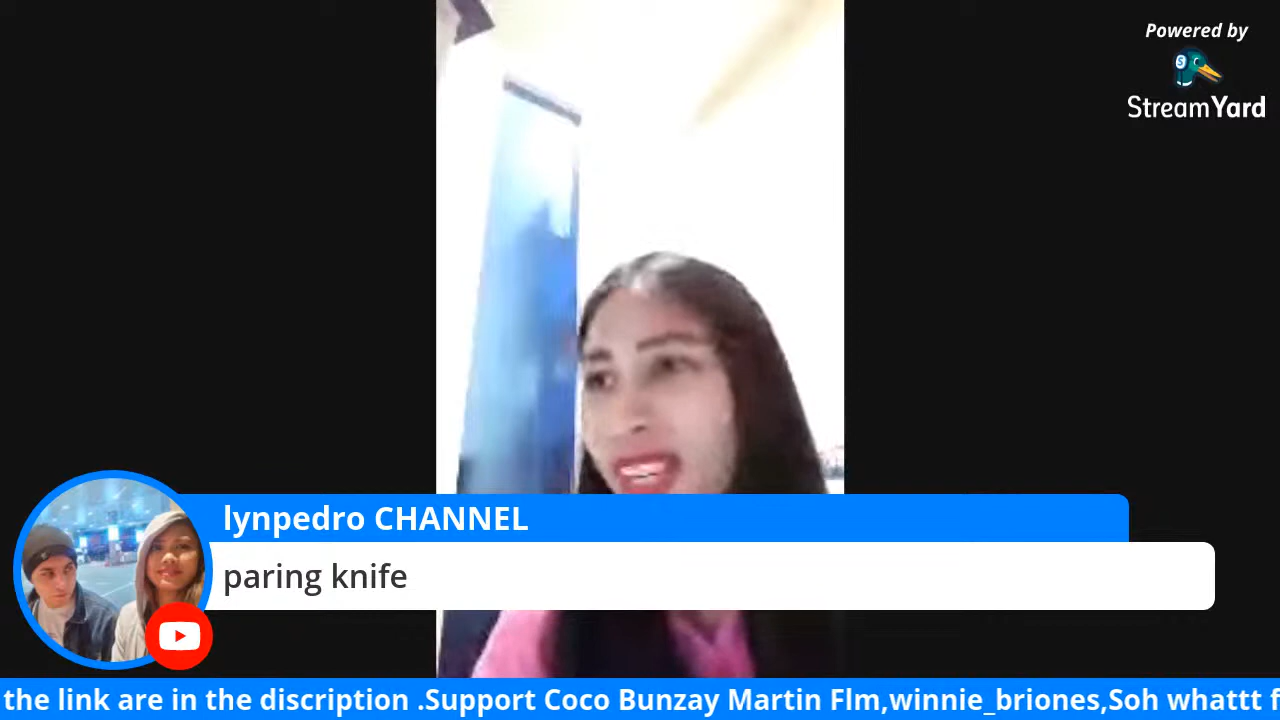 Powered by
StreamYard
lynpedro CHANNEL
paring knife
the link are in the discription .Support Coco Bunzay Martin Flm,winnie_briones,Soh whattt f